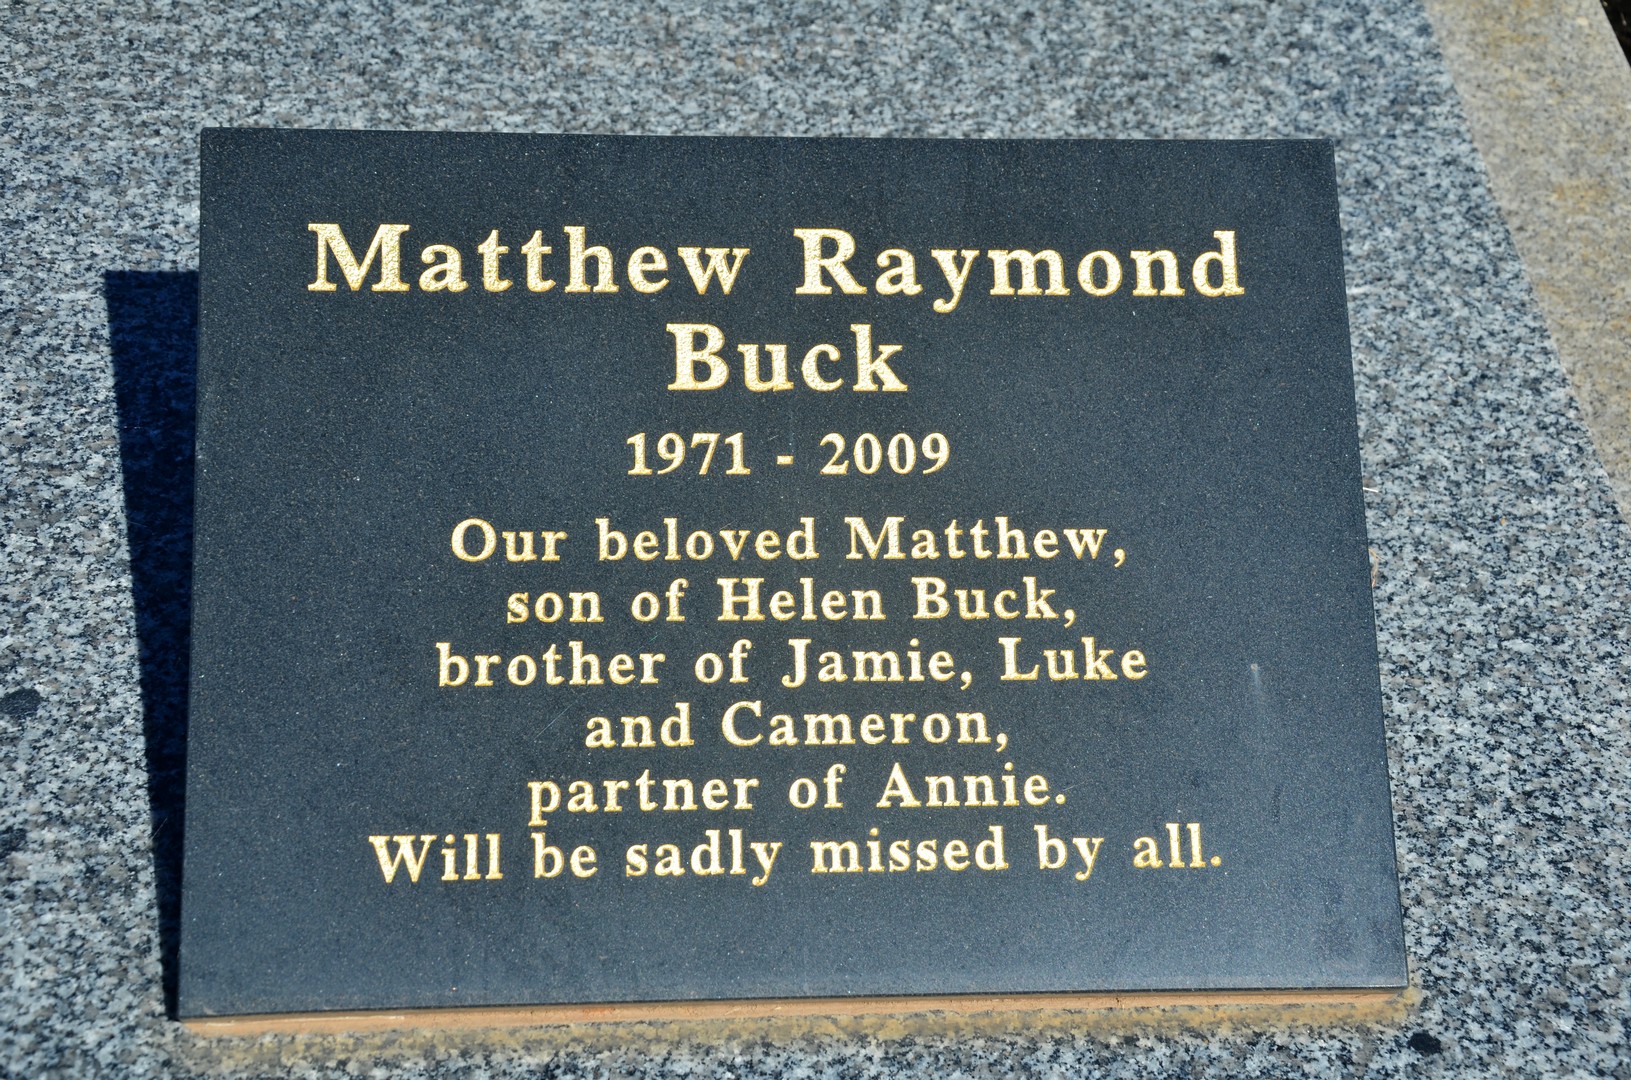 Matthew Raymond
Buck
1971 - 2009
Our beloved Matthew,
son of Helen Buck,
brother of Jamie, Luke
and Cameron,
partner of Annie.
Will be sadly missed by all.